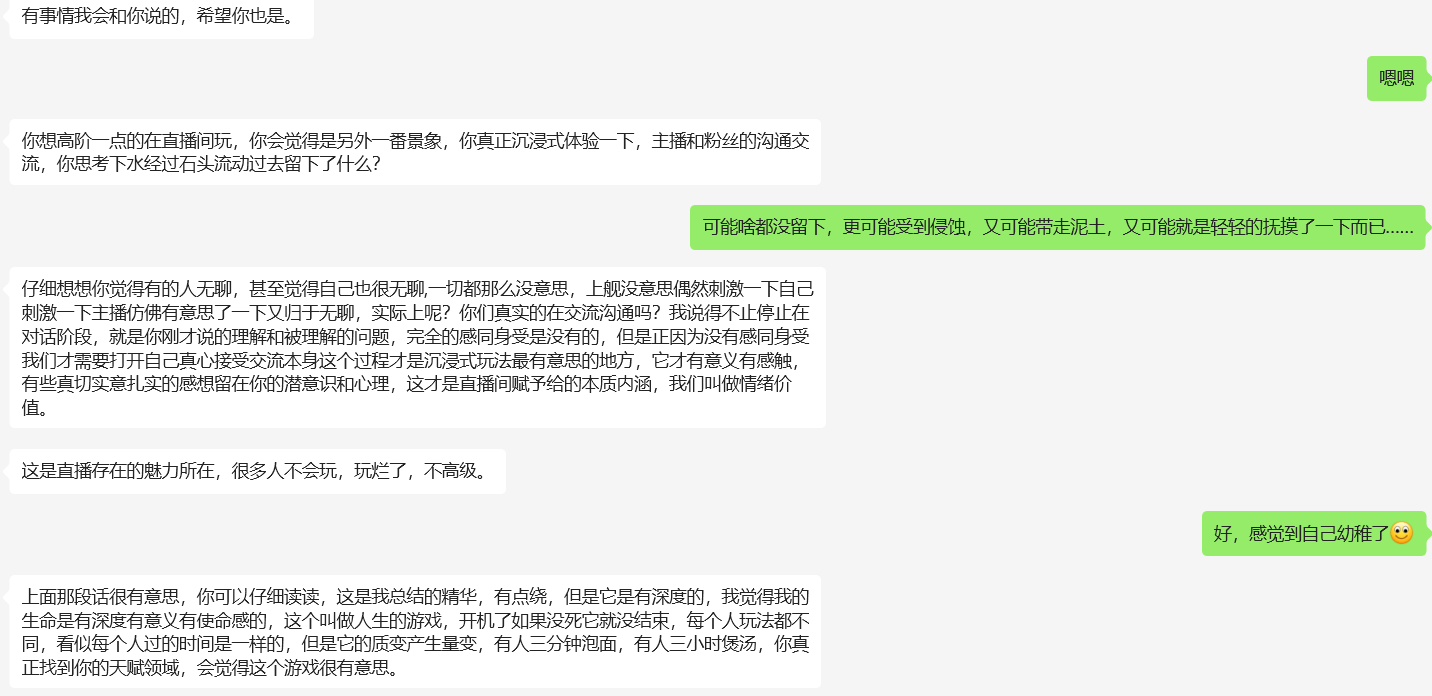 有事情我会和你说的，希望你也是。
嗯嗯
你想高阶一点的在直播间玩，你会觉得是另外一番景象，你真正沉浸式体验一下，主播和粉丝的沟通交
流，你思考下水经过石头流动过去留下了什么？
可能啥都没留下，更可能受到侵蚀，又可能带走泥土，又可能就是轻轻的抚摸了一下而已......
仔细想想你觉得有的人无聊，甚至觉得自己也很无聊,一切都那么没意思，上舰没意思偶然刺激一下自己
刺激一下主播仿佛有意思了一下又归于无聊，实际上呢？你们真实的在交流沟通吗？我说得不止停止在
对话阶段，就是你刚才说的理解和被理解的问题，完全的感同身受是没有的，但是正因为没有感同身受
我们才需要打开自己真心接受交流本身这个过程才是沉浸式玩法最有意思的地方，它才有意义有感触，
有些真切实意扎实的感想留在你的潜意识和心理，这才是直播间赋予给的本质内涵，我们叫做情绪价
值。
这是直播存在的魅力所在，很多人不会玩，玩烂了，不高级。
好，感觉到自己幼稚了🙂
上面那段话很有意思，你可以仔细读读，这是我总结的精华，有点绕，但是它是有深度的，我觉得我的
生命是有深度有意义有使命感的，这个叫做人生的游戏，开机了如果没死它就没结束，每个人玩法都不
同，看似每个人过的时间是一样的，但是它的质变产生量变，有人三分钟泡面，有人三小时煲汤，你真
正找到你的天赋领域，会觉得这个游戏很有意思。